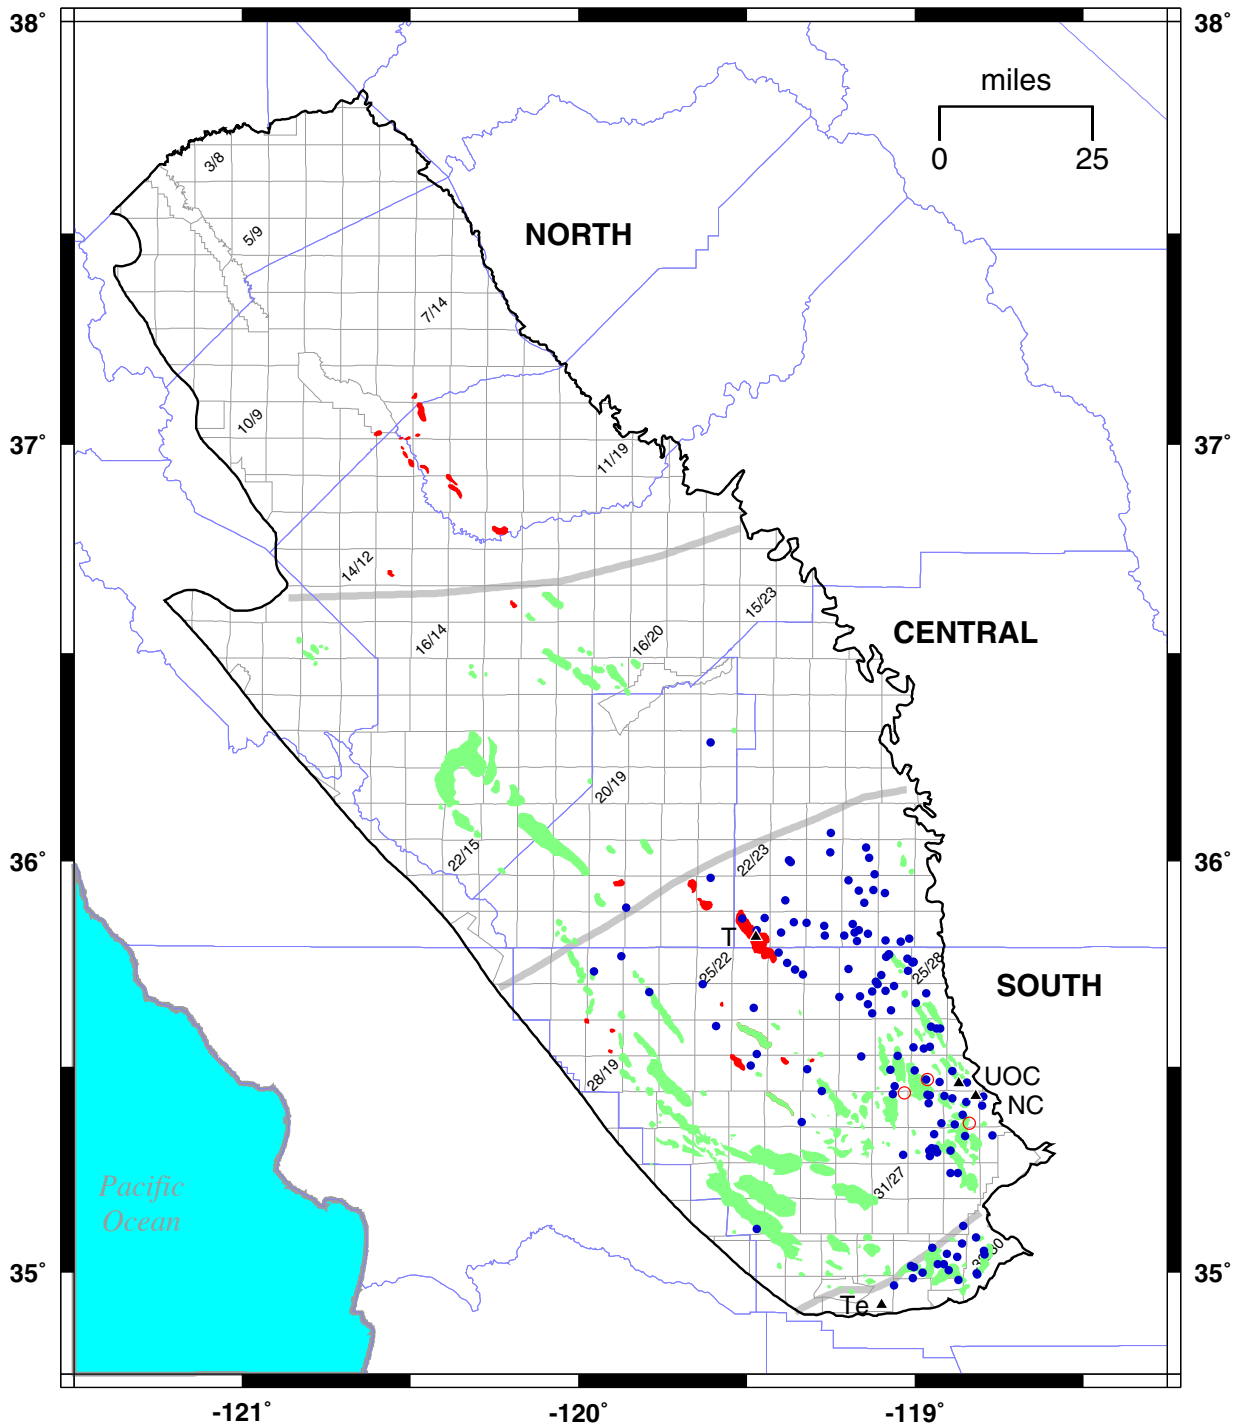 38˚
38˚
miles
0
25
3/8
NORTH
5/9
7/14
10/9
37˚
37˚
11/19
14/12
15/23
CENTRAL
16/14
16/20
20/19
22/15
22/23
36˚
36˚
T
25/22
25/28
SOUTH
28/19
UOC
NC
31/27
Pacific
Ocean
35˚
35˚
Te
-121˚
-120˚
-119˚